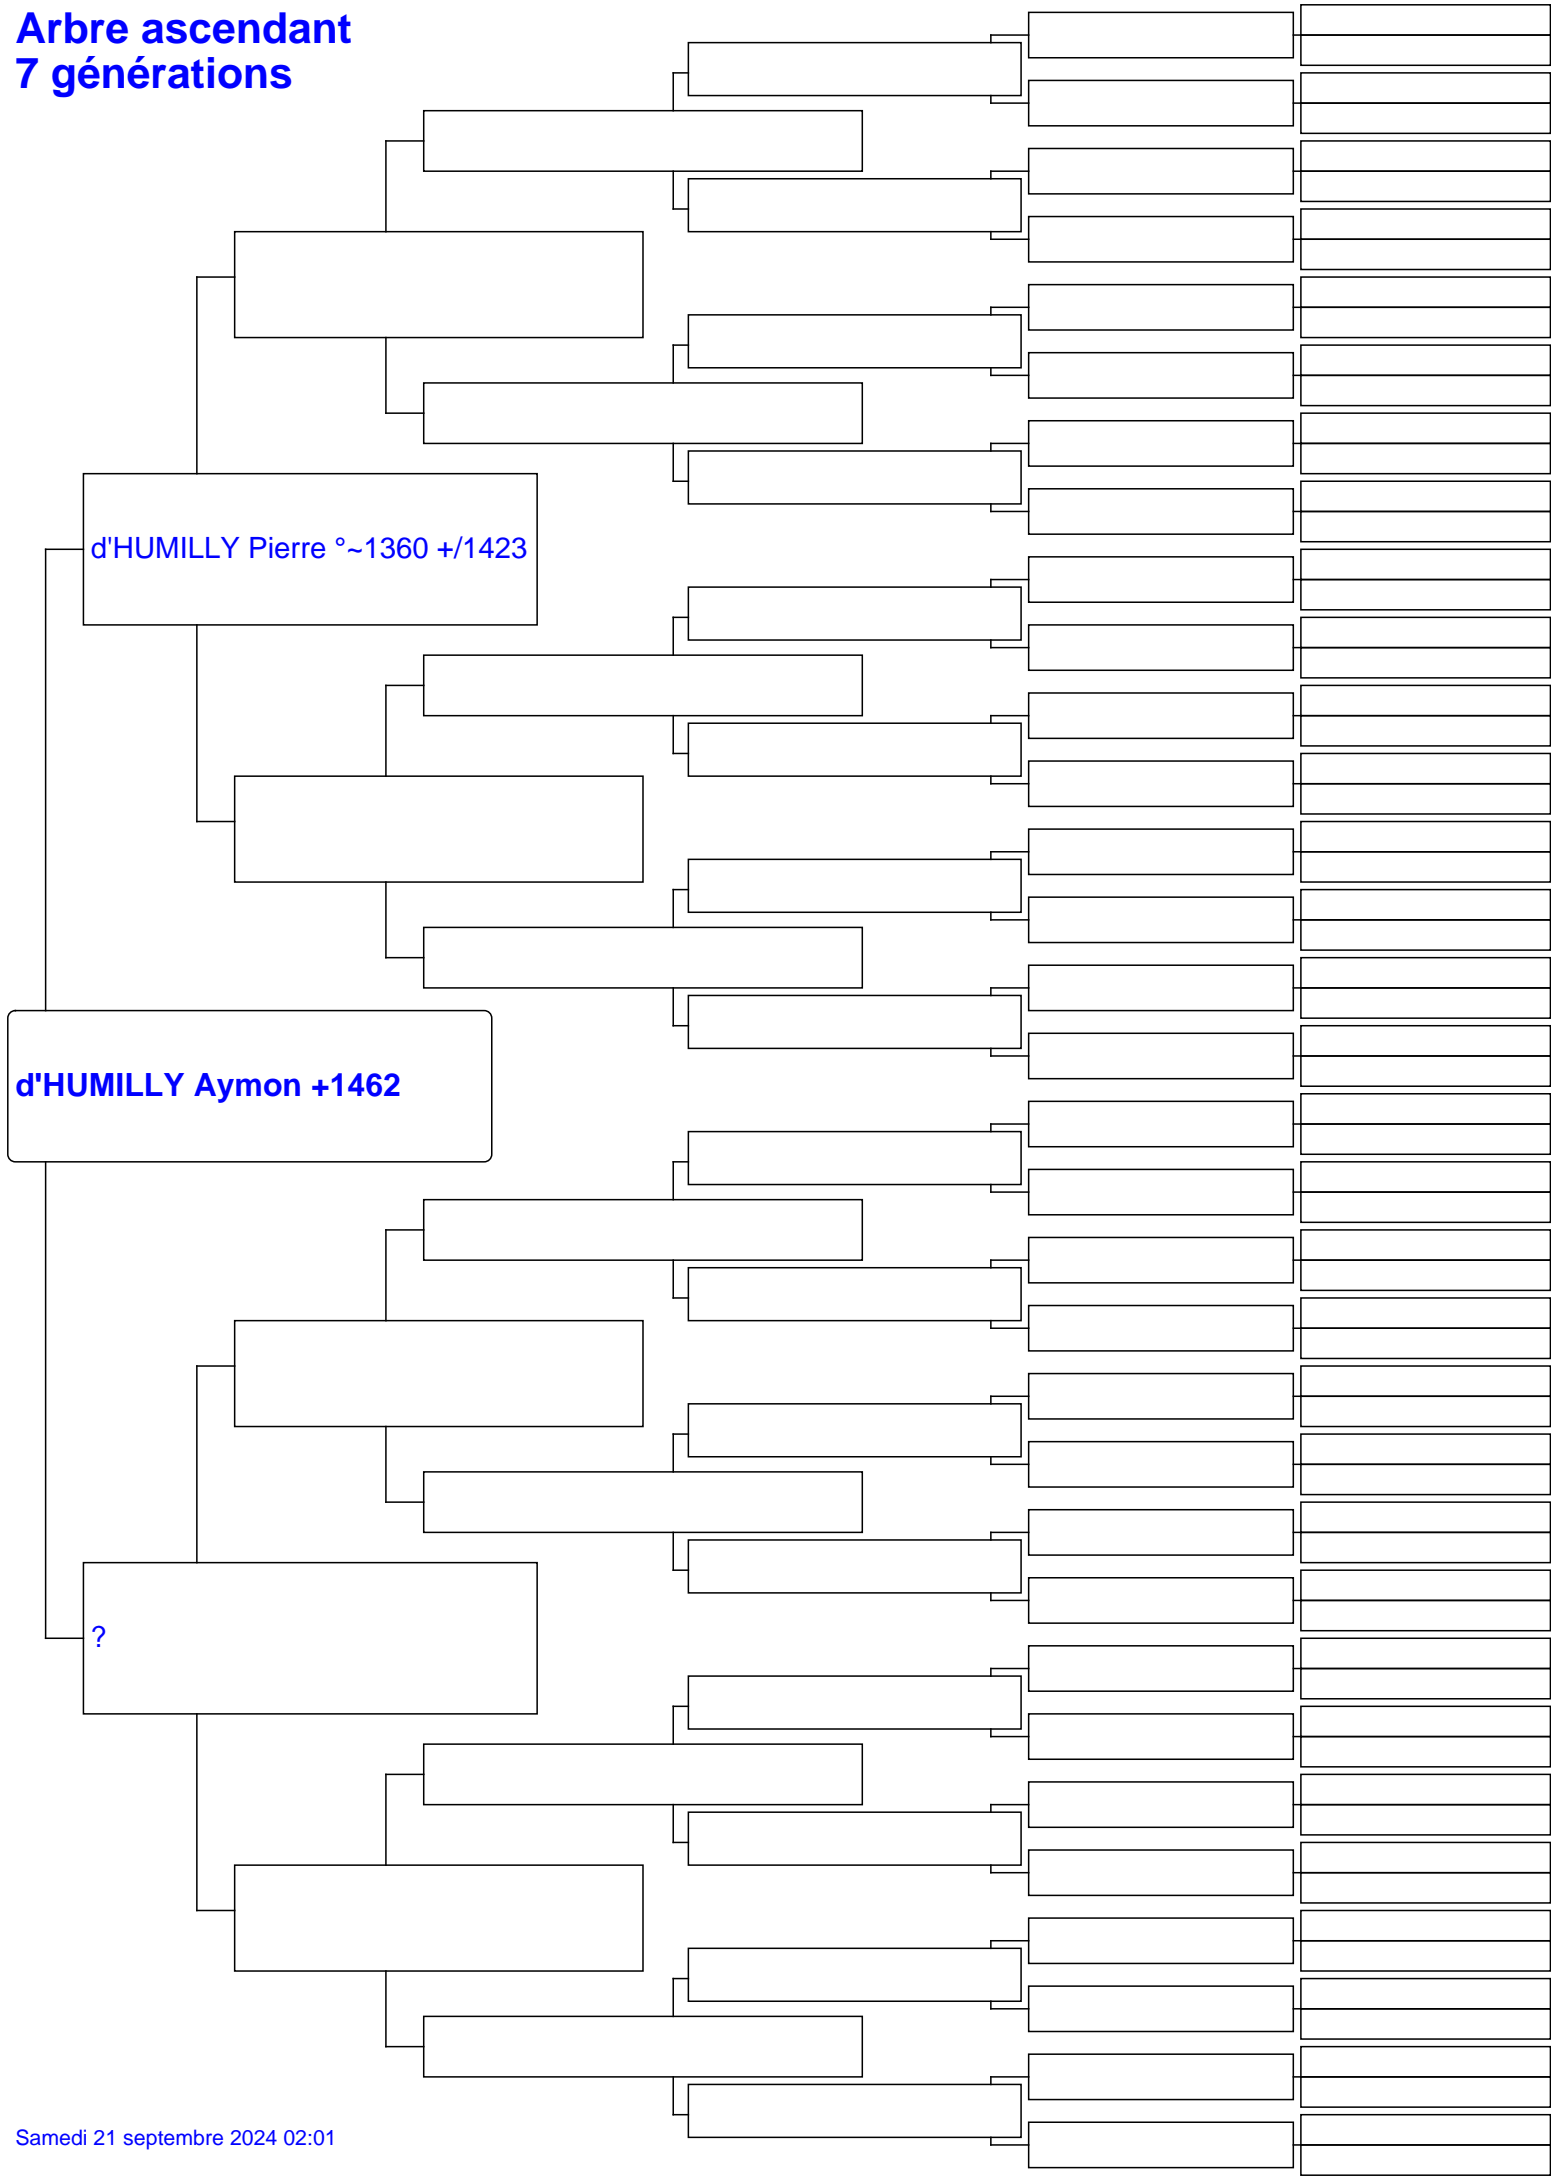 Arbre ascendant
7 générations
d'HUMILLY Pierre °~1360 +/1423
d'HUMILLY Aymon +1462
?
Samedi 21 septembre 2024 02:01